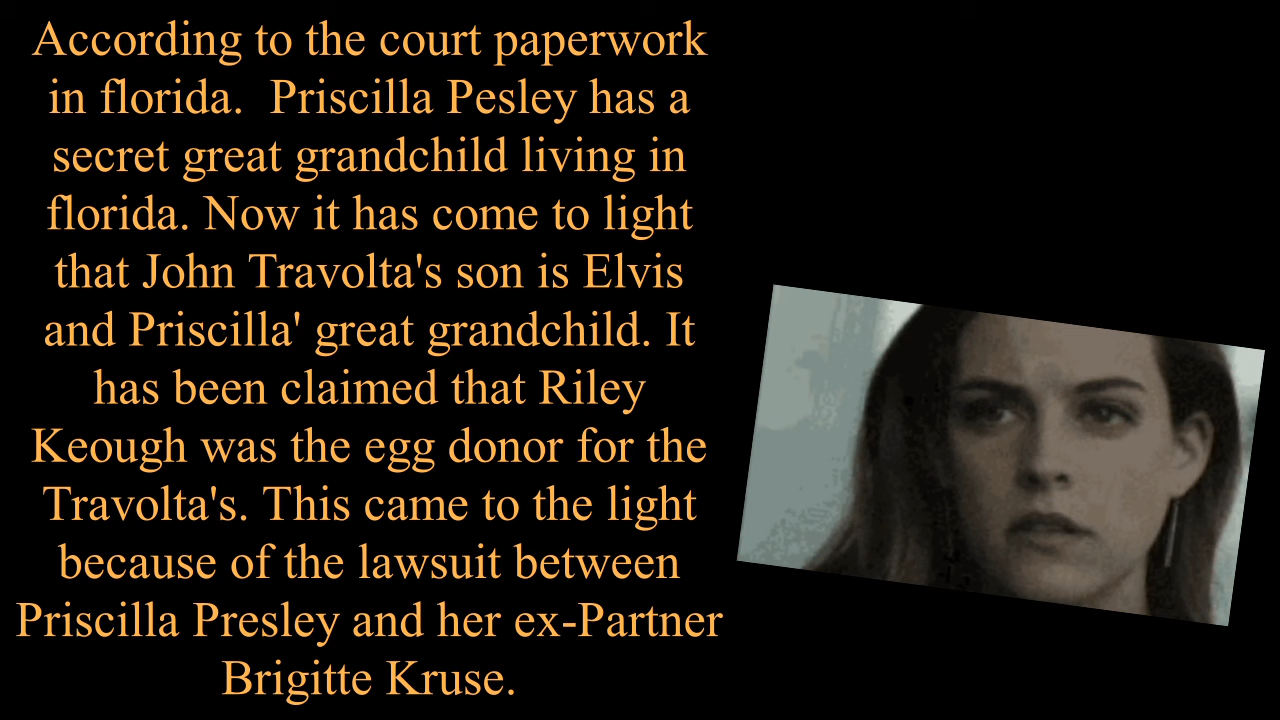 According to the court paperwork
in florida.  Priscilla Pesley has a
secret great grandchild living in
florida. Now it has come to light
that John Travolta's son is Elvis
and Priscilla' great grandchild. It
has been claimed that Riley
Keough was the egg donor for the
Travolta's. This came to the light
because of the lawsuit between
Priscilla Presley and her ex-Partner
Brigitte Kruse.